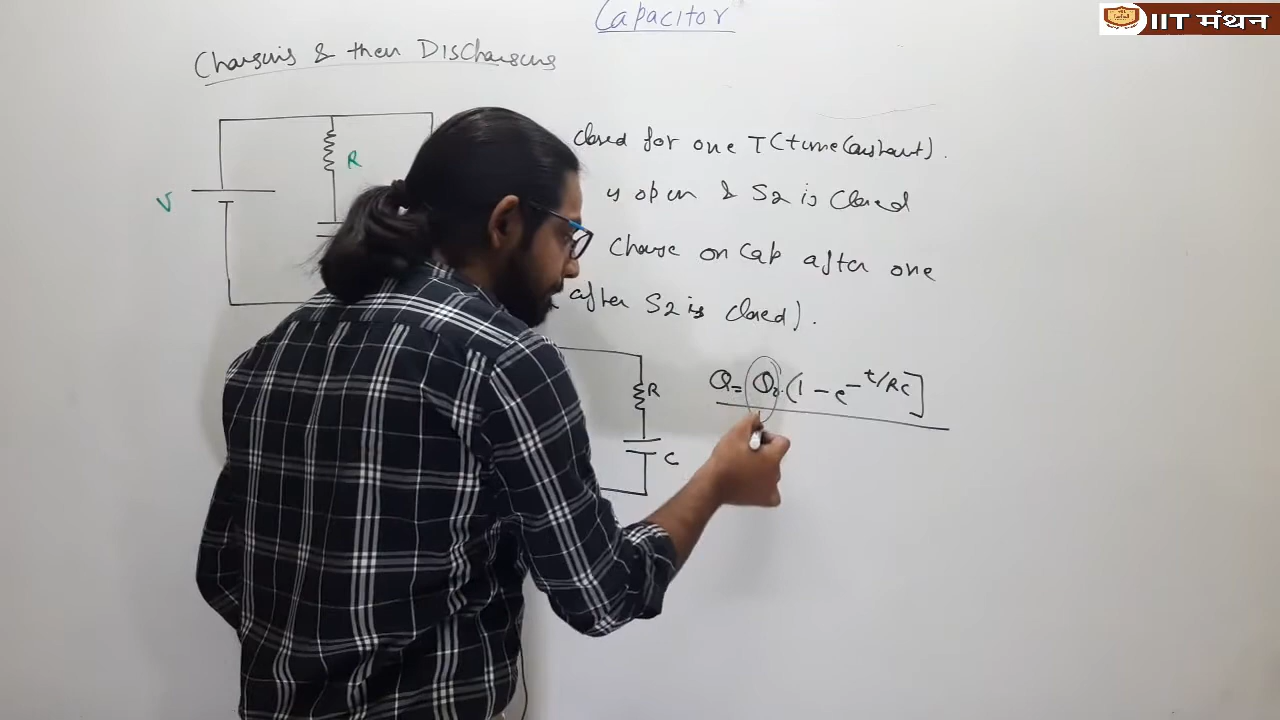 Capacitor
IIT मंथन
Charging & then Discharging
R
V
closed for one TC(time constant).
is open & S2 is closed
charge on cap after one
after S2 is closed).
R
C
Q = Q0.(1 - e^-t/RC]